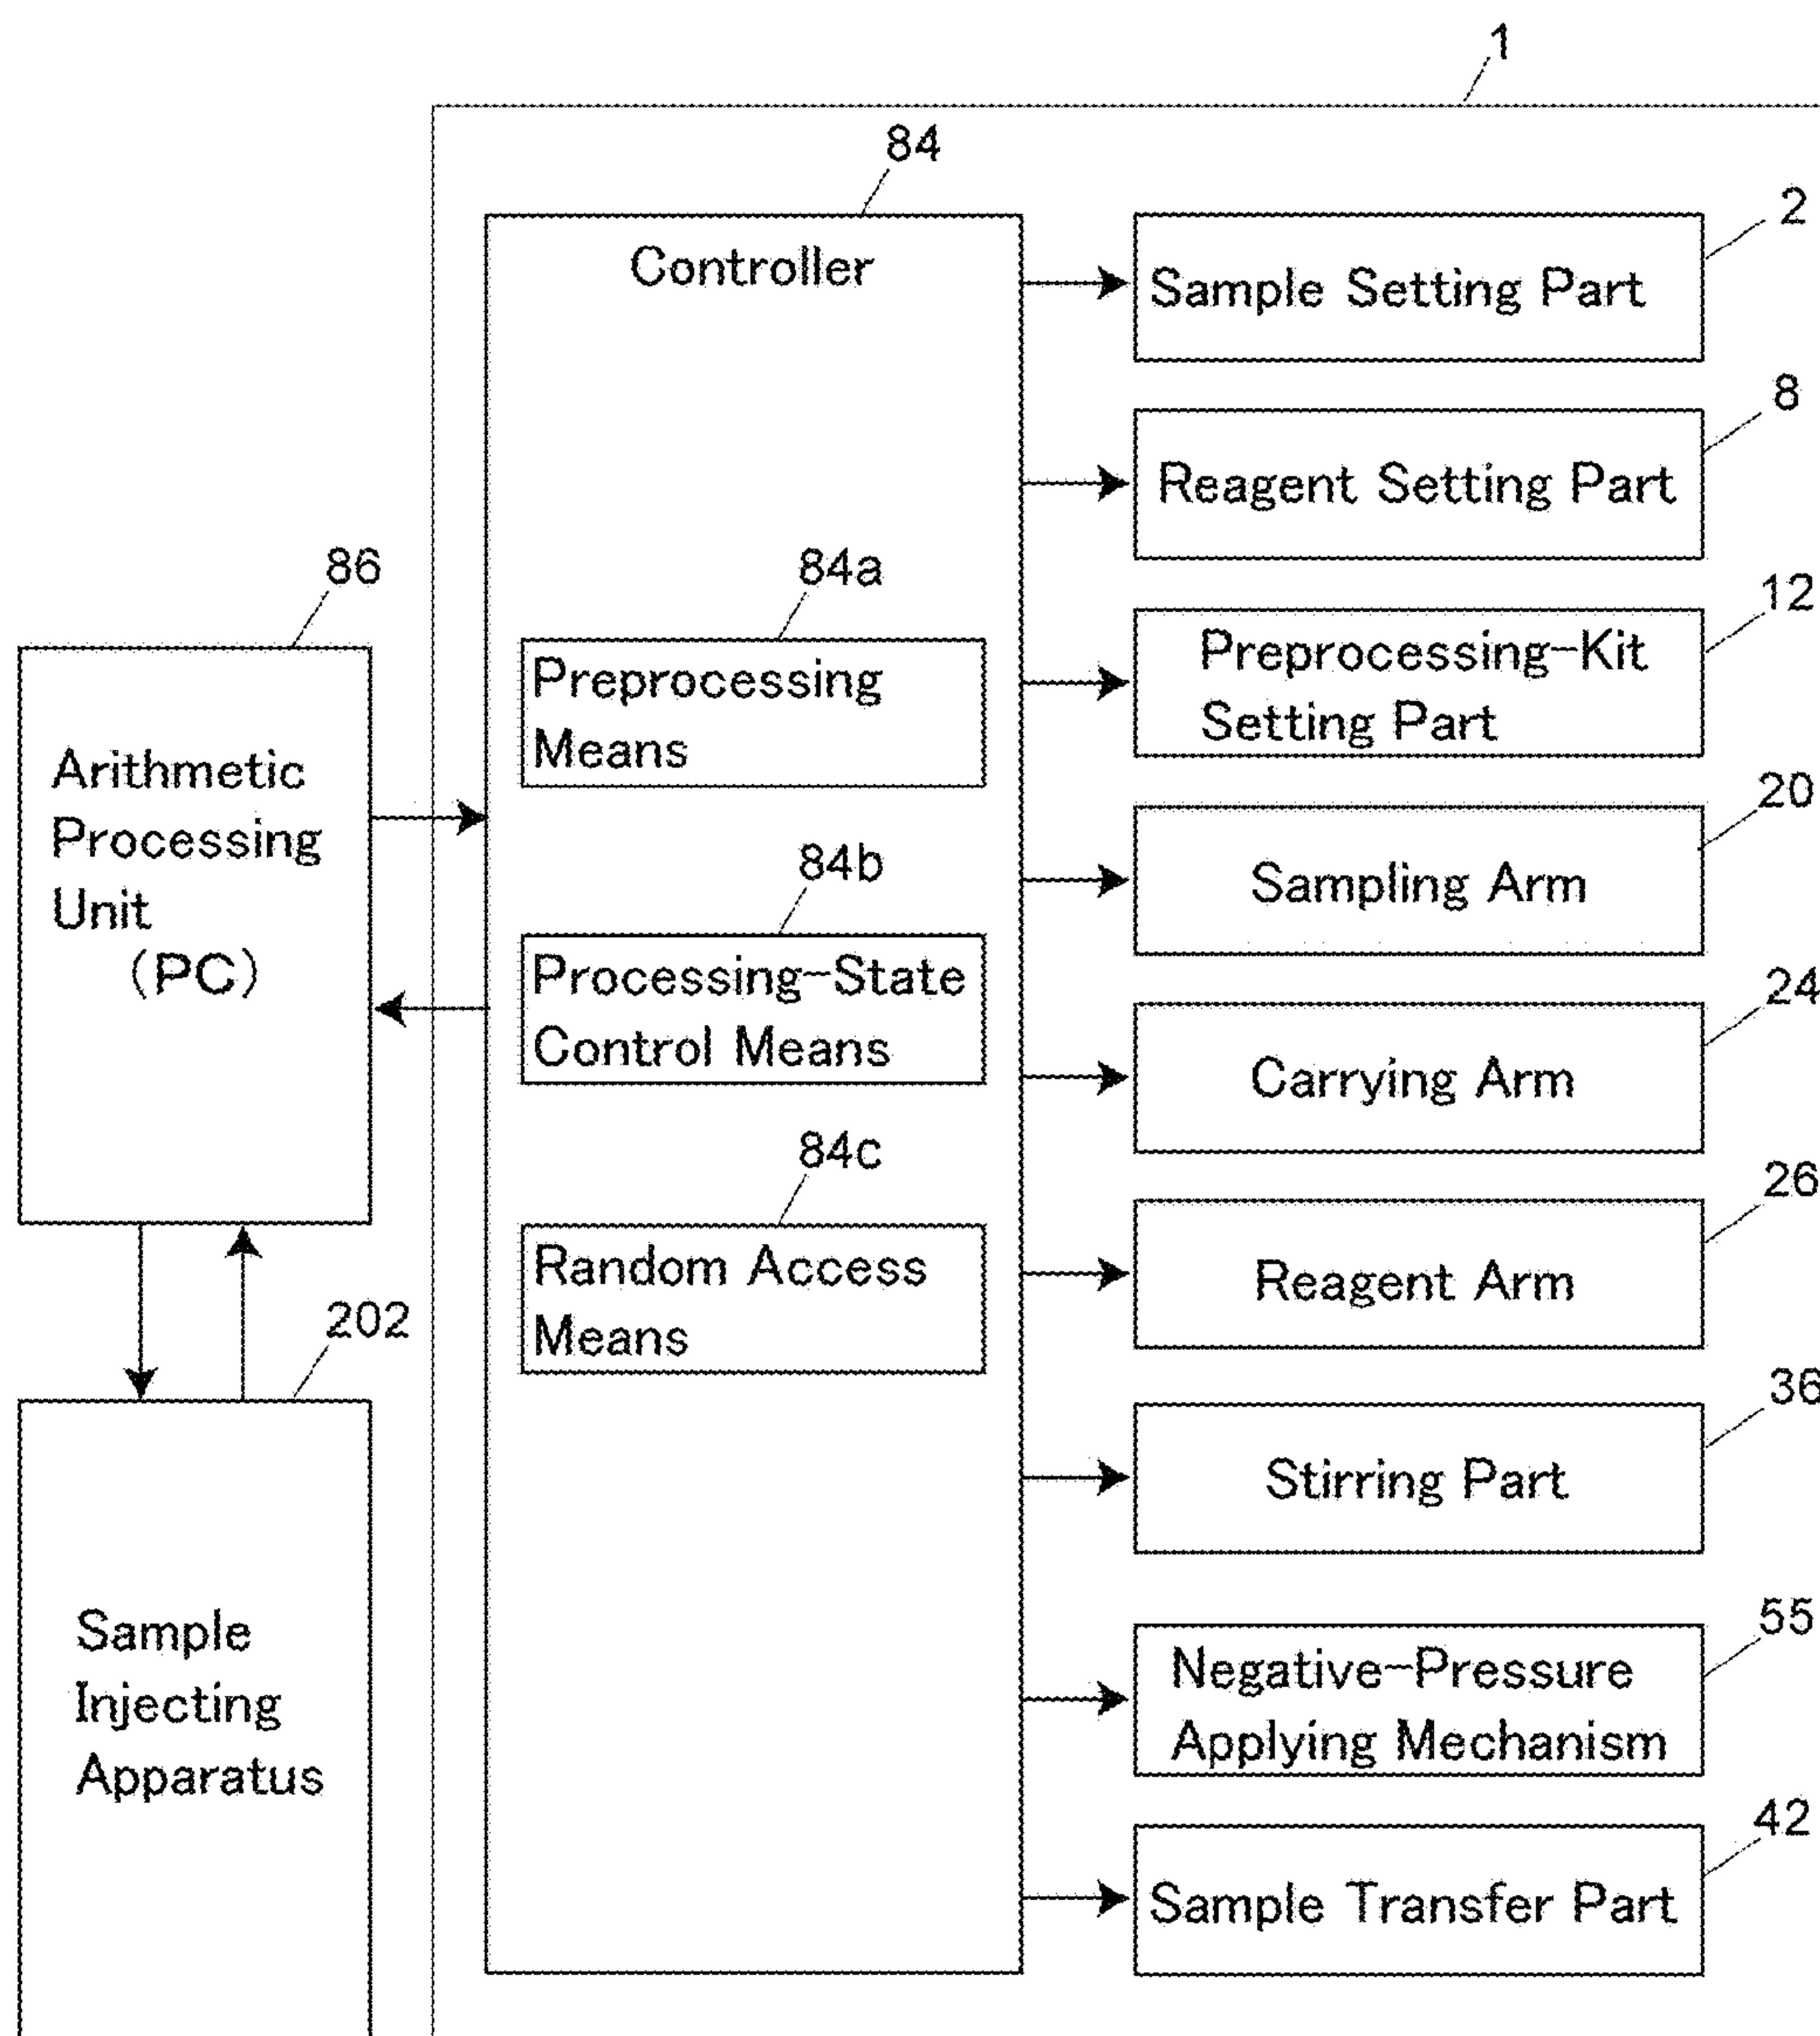 1
84
Controller
2
Sample Setting Part
8
Reagent Setting Part
86
Arithmetic
Processing
Unit
(PC)
84a
Preprocessing
Means
12
Preprocessing-Kit
Setting Part
20
Sampling Arm
84b
Processing-State
Control Means
24
Carrying Arm
84c
Random Access
Means
26
Reagent Arm
202
Sample
Injecting
Apparatus
36
Stirring Part
55
Negative-Pressure
Applying Mechanism
42
Sample Transfer Part